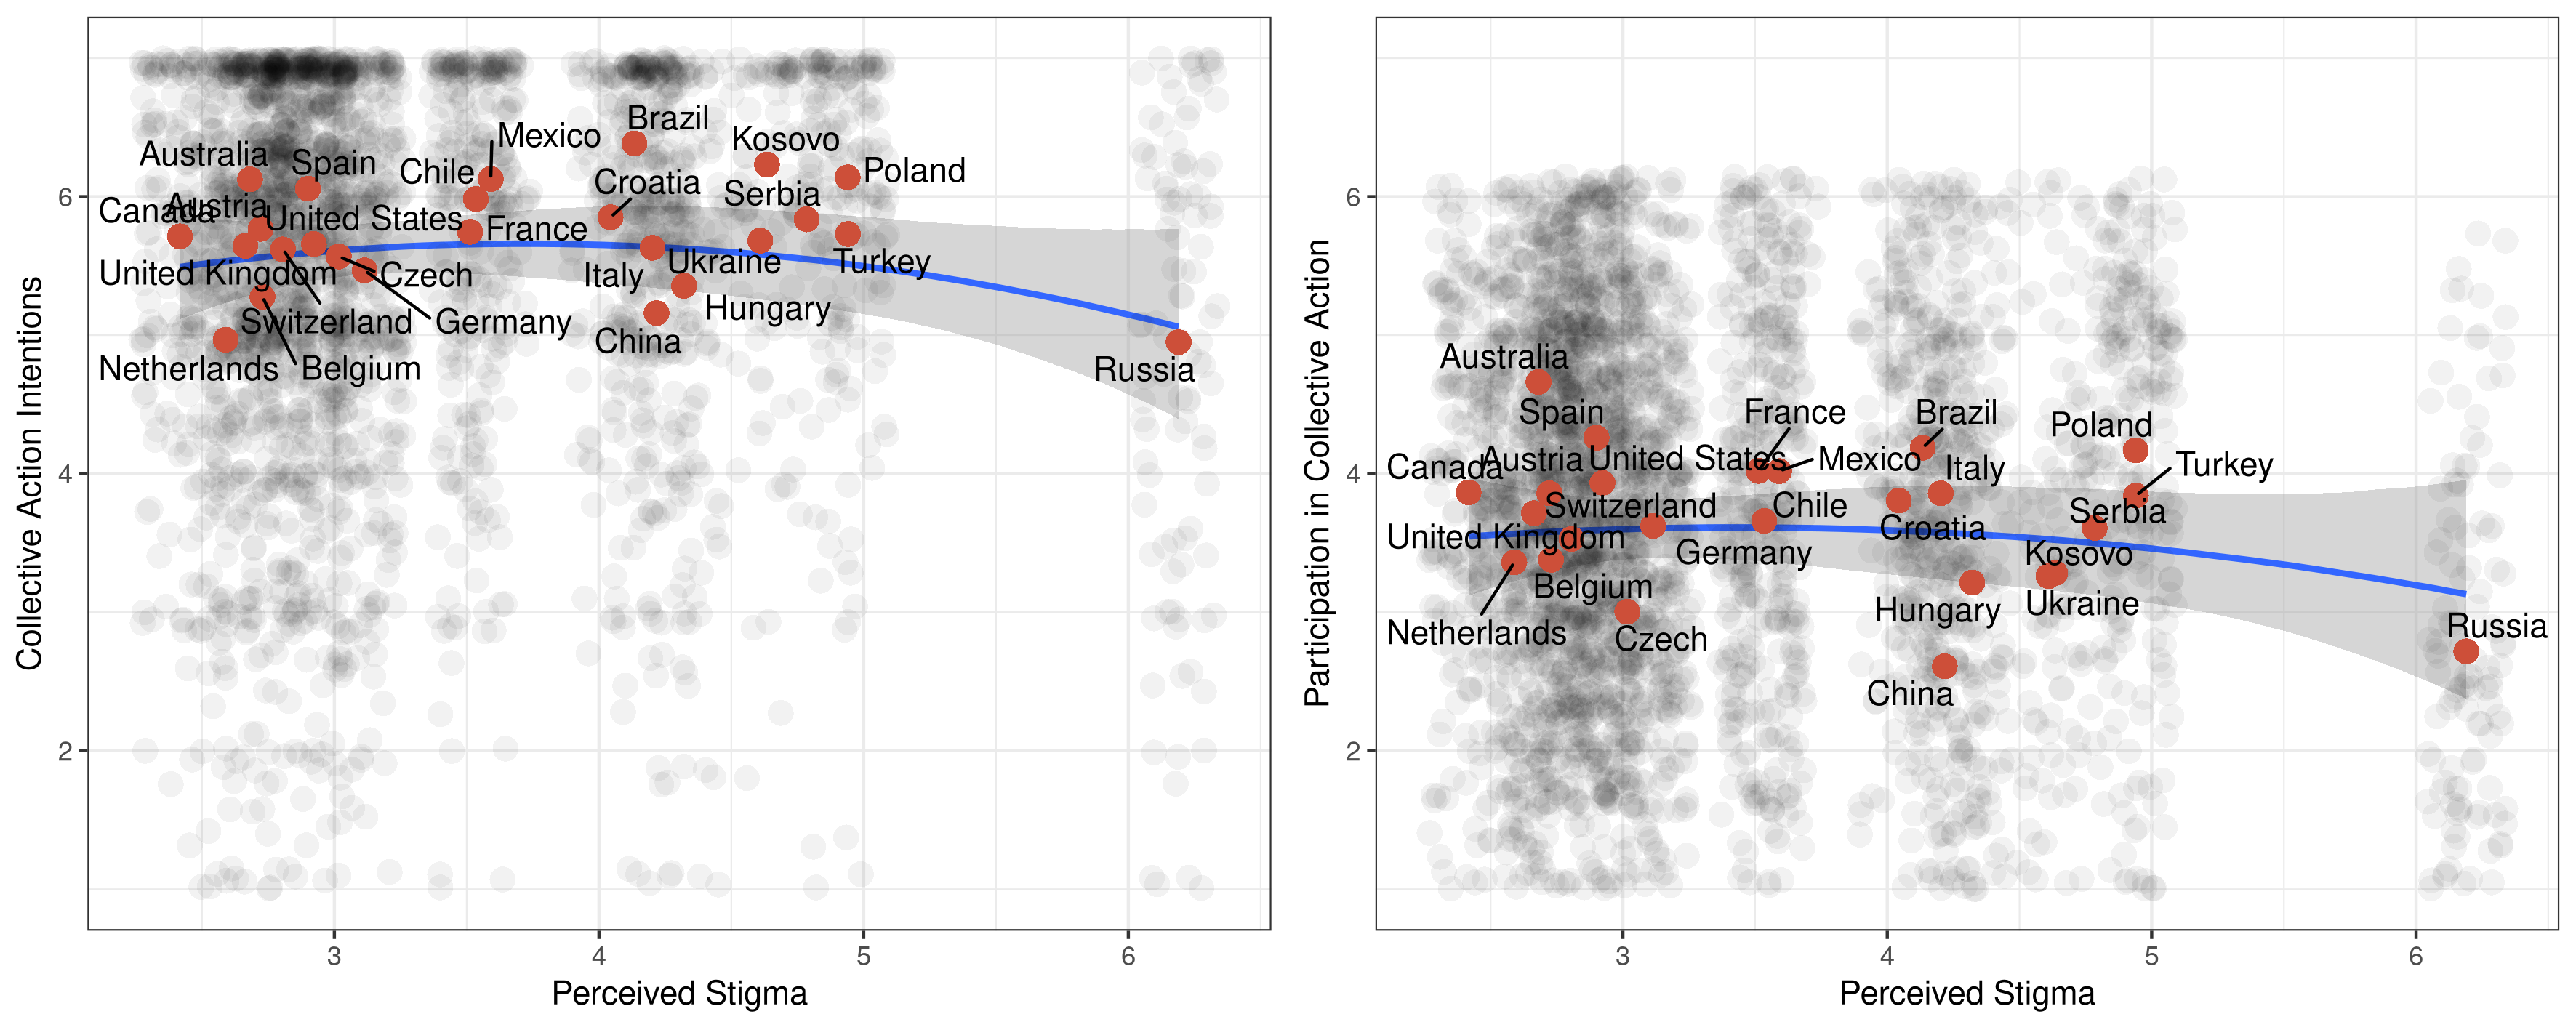 Collective Action Intentions
6
4
2
Mexico
Brazil
Kosovo
Australia
Spain
Chile
Poland
Croatia
Serbia
Canada
Austria
United States
France
United Kingdom
Czech
Italy
Ukraine
Turkey
Switzerland
Germany
Hungary
China
Netherlands
Belgium
Russia
3
4
5
6
Perceived Stigma
Participation in Collective Action
6
4
2
Australia
Spain
France
Brazil
Poland
Canada
Austria
United States
Mexico
Italy
Turkey
Switzerland
Chile
Serbia
United Kingdom
Croatia
Germany
Kosovo
Belgium
Hungary
Ukraine
Netherlands
Czech
Russia
China
3
4
5
6
Perceived Stigma